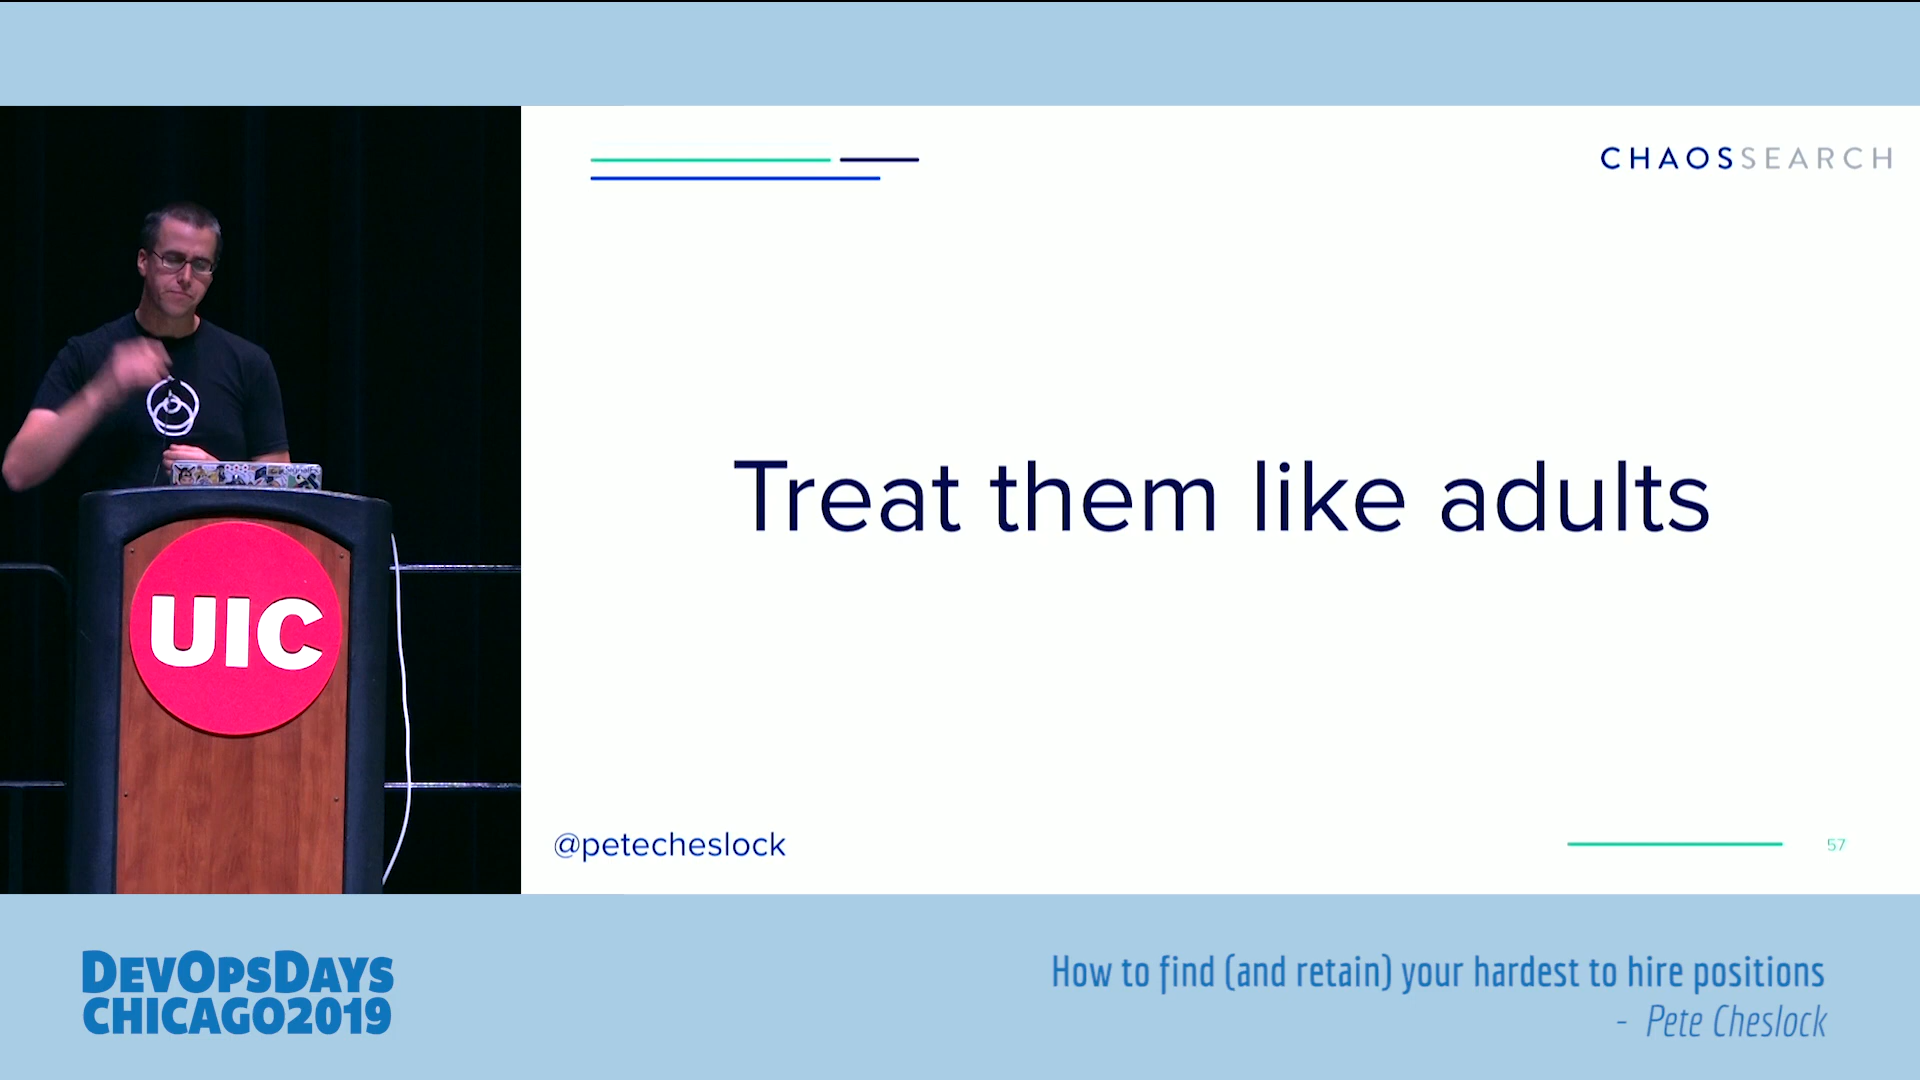 CHAOSSEARCH
Treat them like adults
@petecheslock
57
UIC
DEVOPSDAYS
CHICAGO2019
How to find (and retain) your hardest to hire positions
- Pete Cheslock